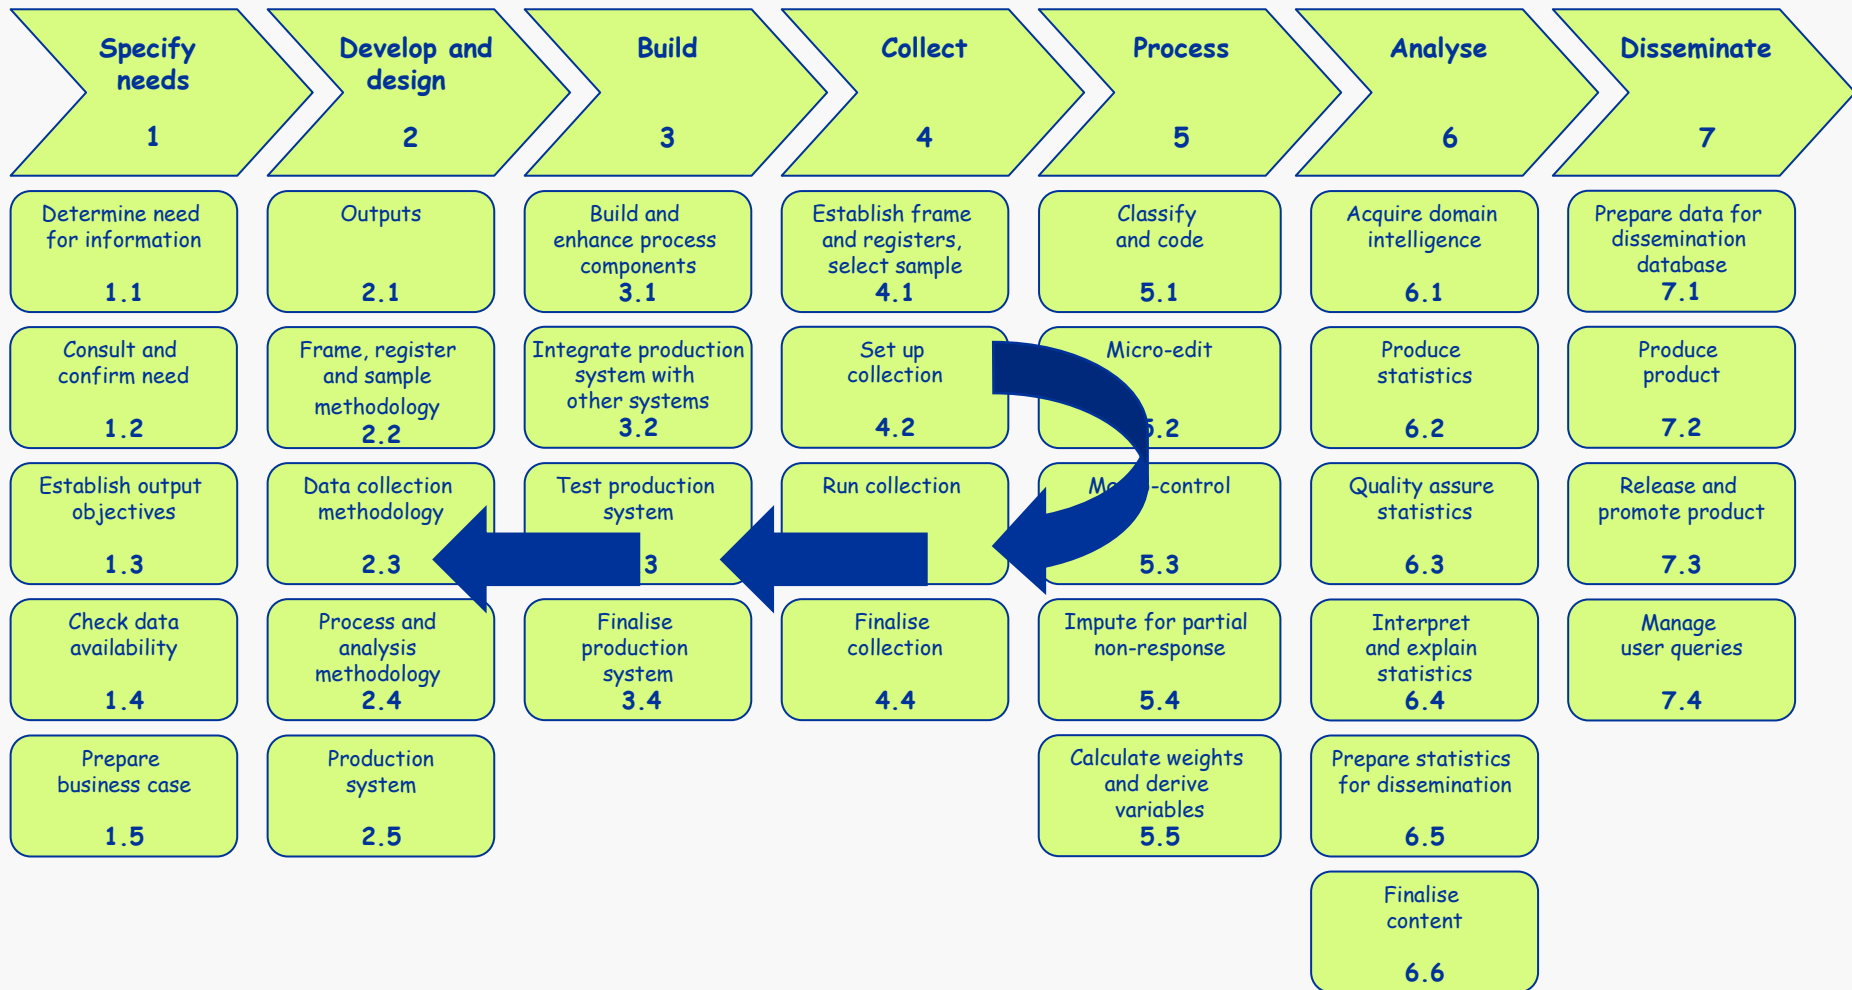 Specify
needs
1
Develop and
design
2
Build
3
Collect
4
Process
5
Analyse
6
Disseminate
7
Determine need
for information
1.1
Outputs
2.1
Build and
enhance process
components
3.1
Establish frame
and registers,
select sample
4.1
Classify
and code
5.1
Acquire domain
intelligence
6.1
Prepare data for
dissemination
database
7.1
Consult and
confirm need
1.2
Frame, register
and sample
methodology
2.2
Integrate production
system with
other systems
3.2
Set up
collection
4.2
Micro-edit
.2
Produce
statistics
6.2
Produce
product
7.2
Establish output
objectives
1.3
Data collection
methodology
2.3
Test production
system
3
Run collection
-control
5.3
Quality assure
statistics
6.3
Release and
promote product
7.3
Check data
availability
1.4
Process and
analysis
methodology
2.4
Finalise
production
system
3.4
Finalise
collection
4.4
Impute for partial
non-response
5.4
Interpret
and explain
statistics
6.4
Manage
user queries
7.4
Prepare
business case
1.5
Production
system
2.5
Calculate weights
and derive
variables
5.5
Prepare statistics
for dissemination
6.5
Finalise
content
6.6